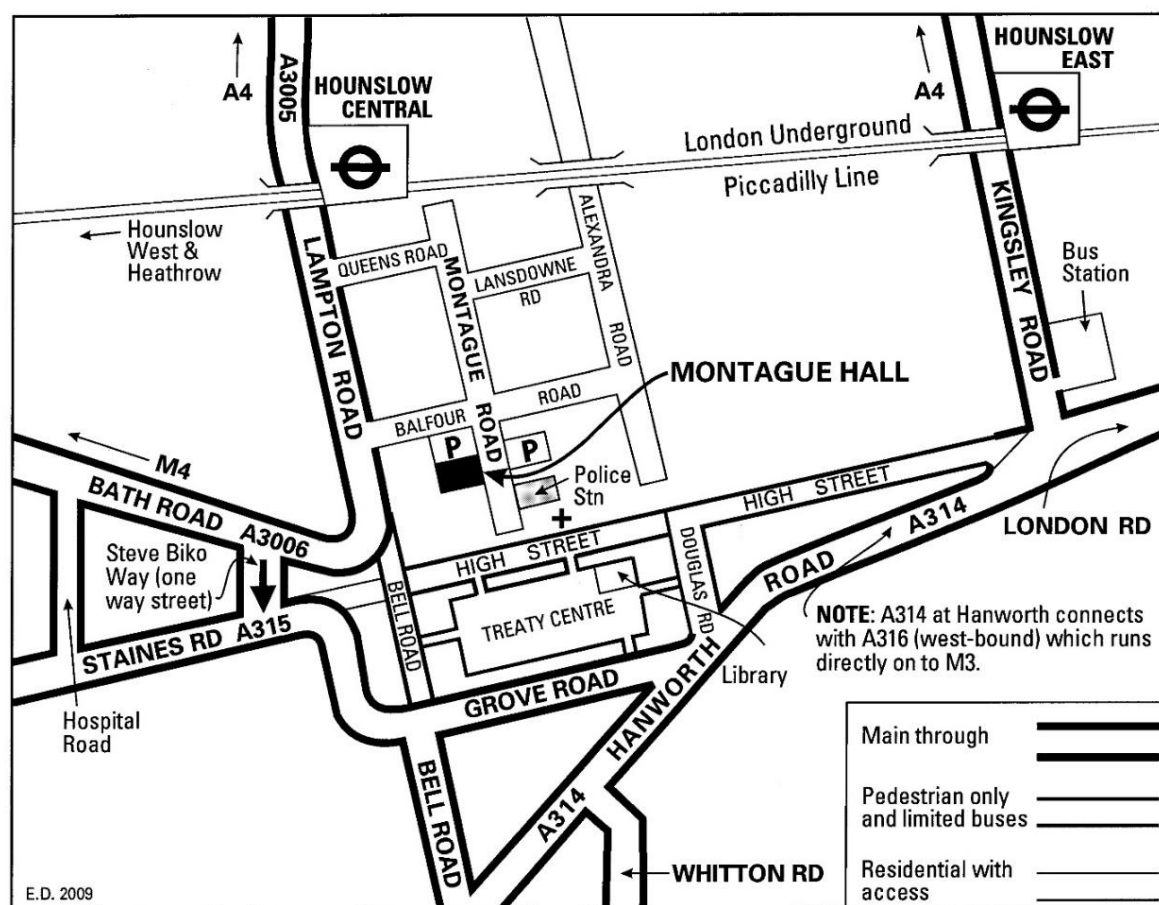 A4
A3005
HOUNSLOW
CENTRAL
A4
HOUNSLOW
EAST
London Underground
Piccadilly Line
Hounslow
West &
Heathrow
LAMPTON ROAD
QUEENS ROAD
MONTAGUE ROAD
LANSDOWNE
RD
ALEXANDRA ROAD
KINGSLEY ROAD
Bus
Station
MONTAGUE HALL
BALFOUR ROAD
P
P
Police
Stn
M4
BATH ROAD A3006
Steve Biko
Way (one
way street)
STAINES RD A315
Hospital
Road
HIGH STREET
HIGH STREET
BELL ROAD
TREATY CENTRE
DOUGLAS RD
Library
GROVE ROAD
HANWORTH ROAD A314
LONDON RD
NOTE: A314 at Hanworth connects
with A316 (west-bound) which runs
directly on to M3.
BELL ROAD
A314
WHITTON RD
Main through
Pedestrian only
and limited buses
Residential with
access
E.D. 2009